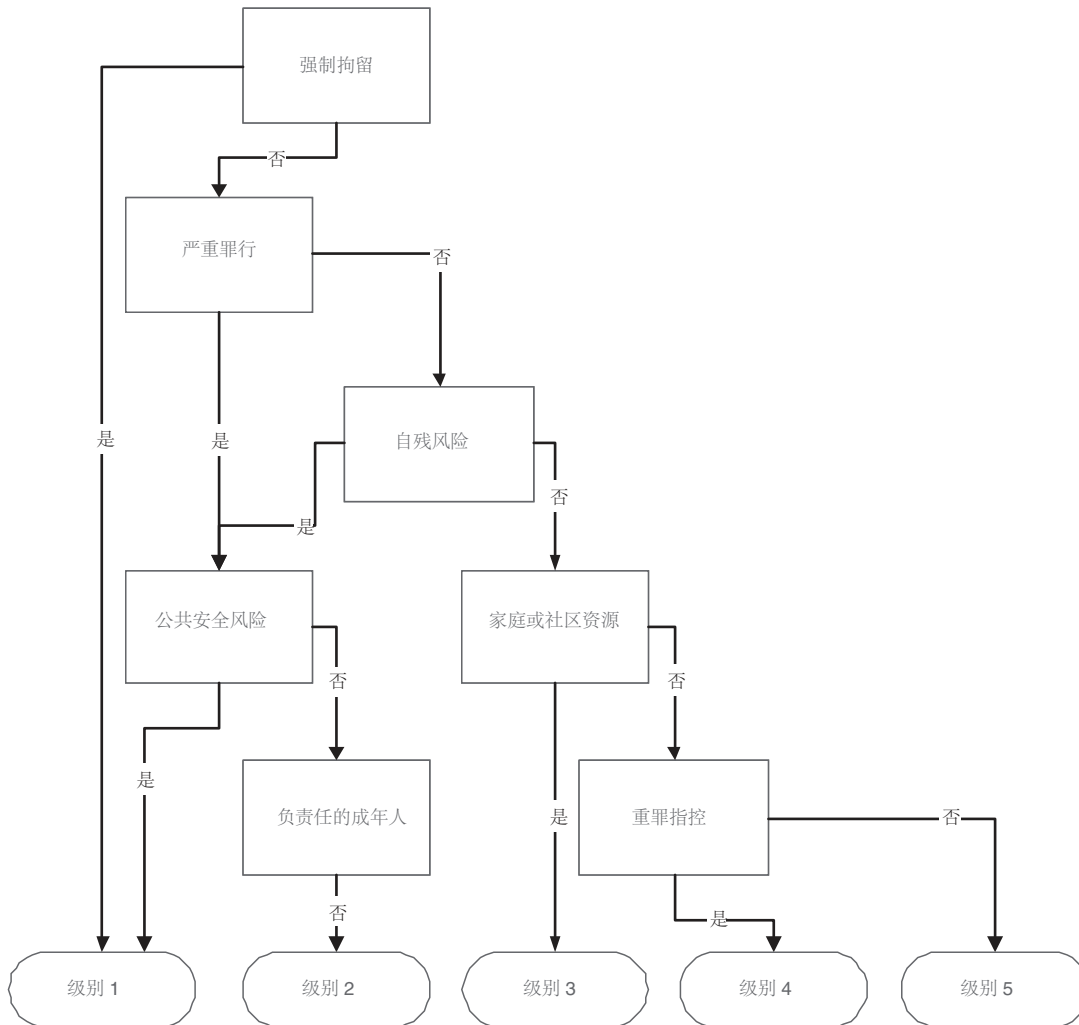 强制拘留
否
严重罪行
否
自残风险
是
是
否
是
公共安全风险
家庭或社区资源
否
否
是
负责任的成年人
是
重罪指控
否
否
是
级别 1
级别 2
级别 3
级别 4
级别 5